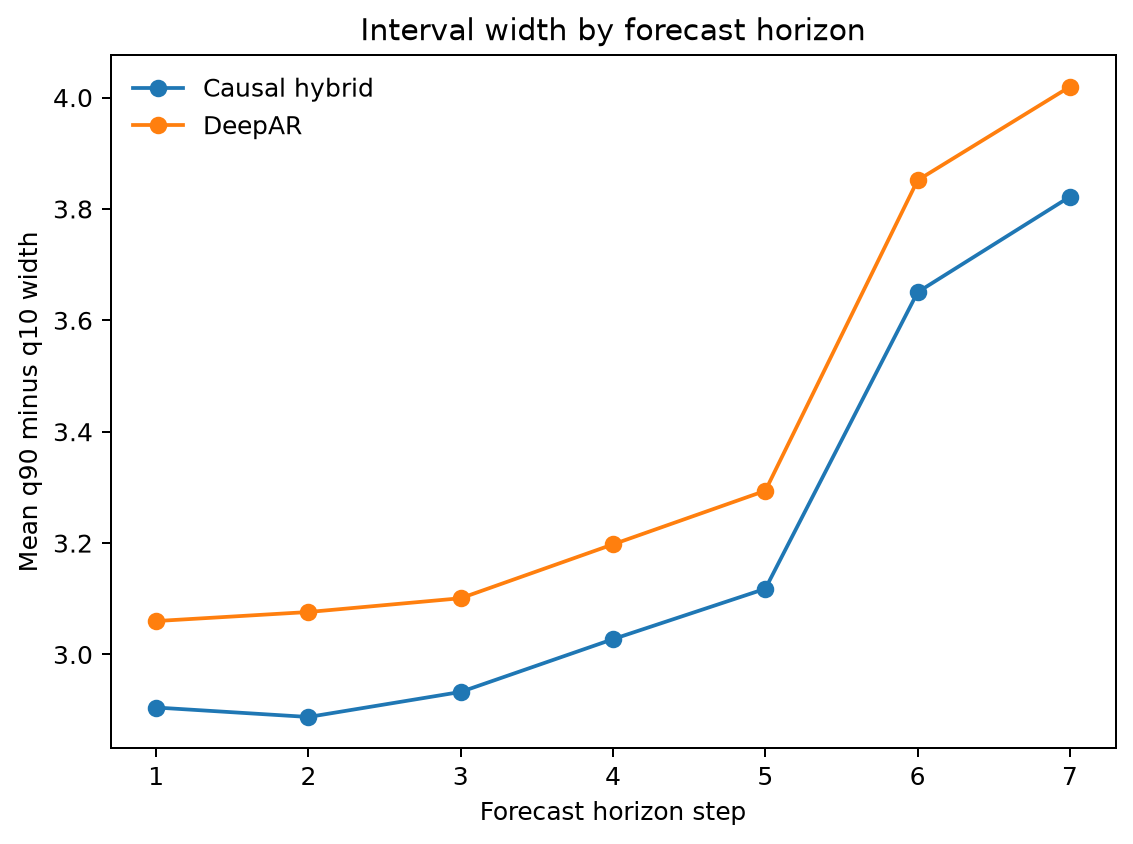 Interval width by forecast horizon
Causal hybrid
DeepAR
Mean q90 minus q10 width
4.0
3.8
3.6
3.4
3.2
3.0
1 2 3 4 5 6 7
Forecast horizon step